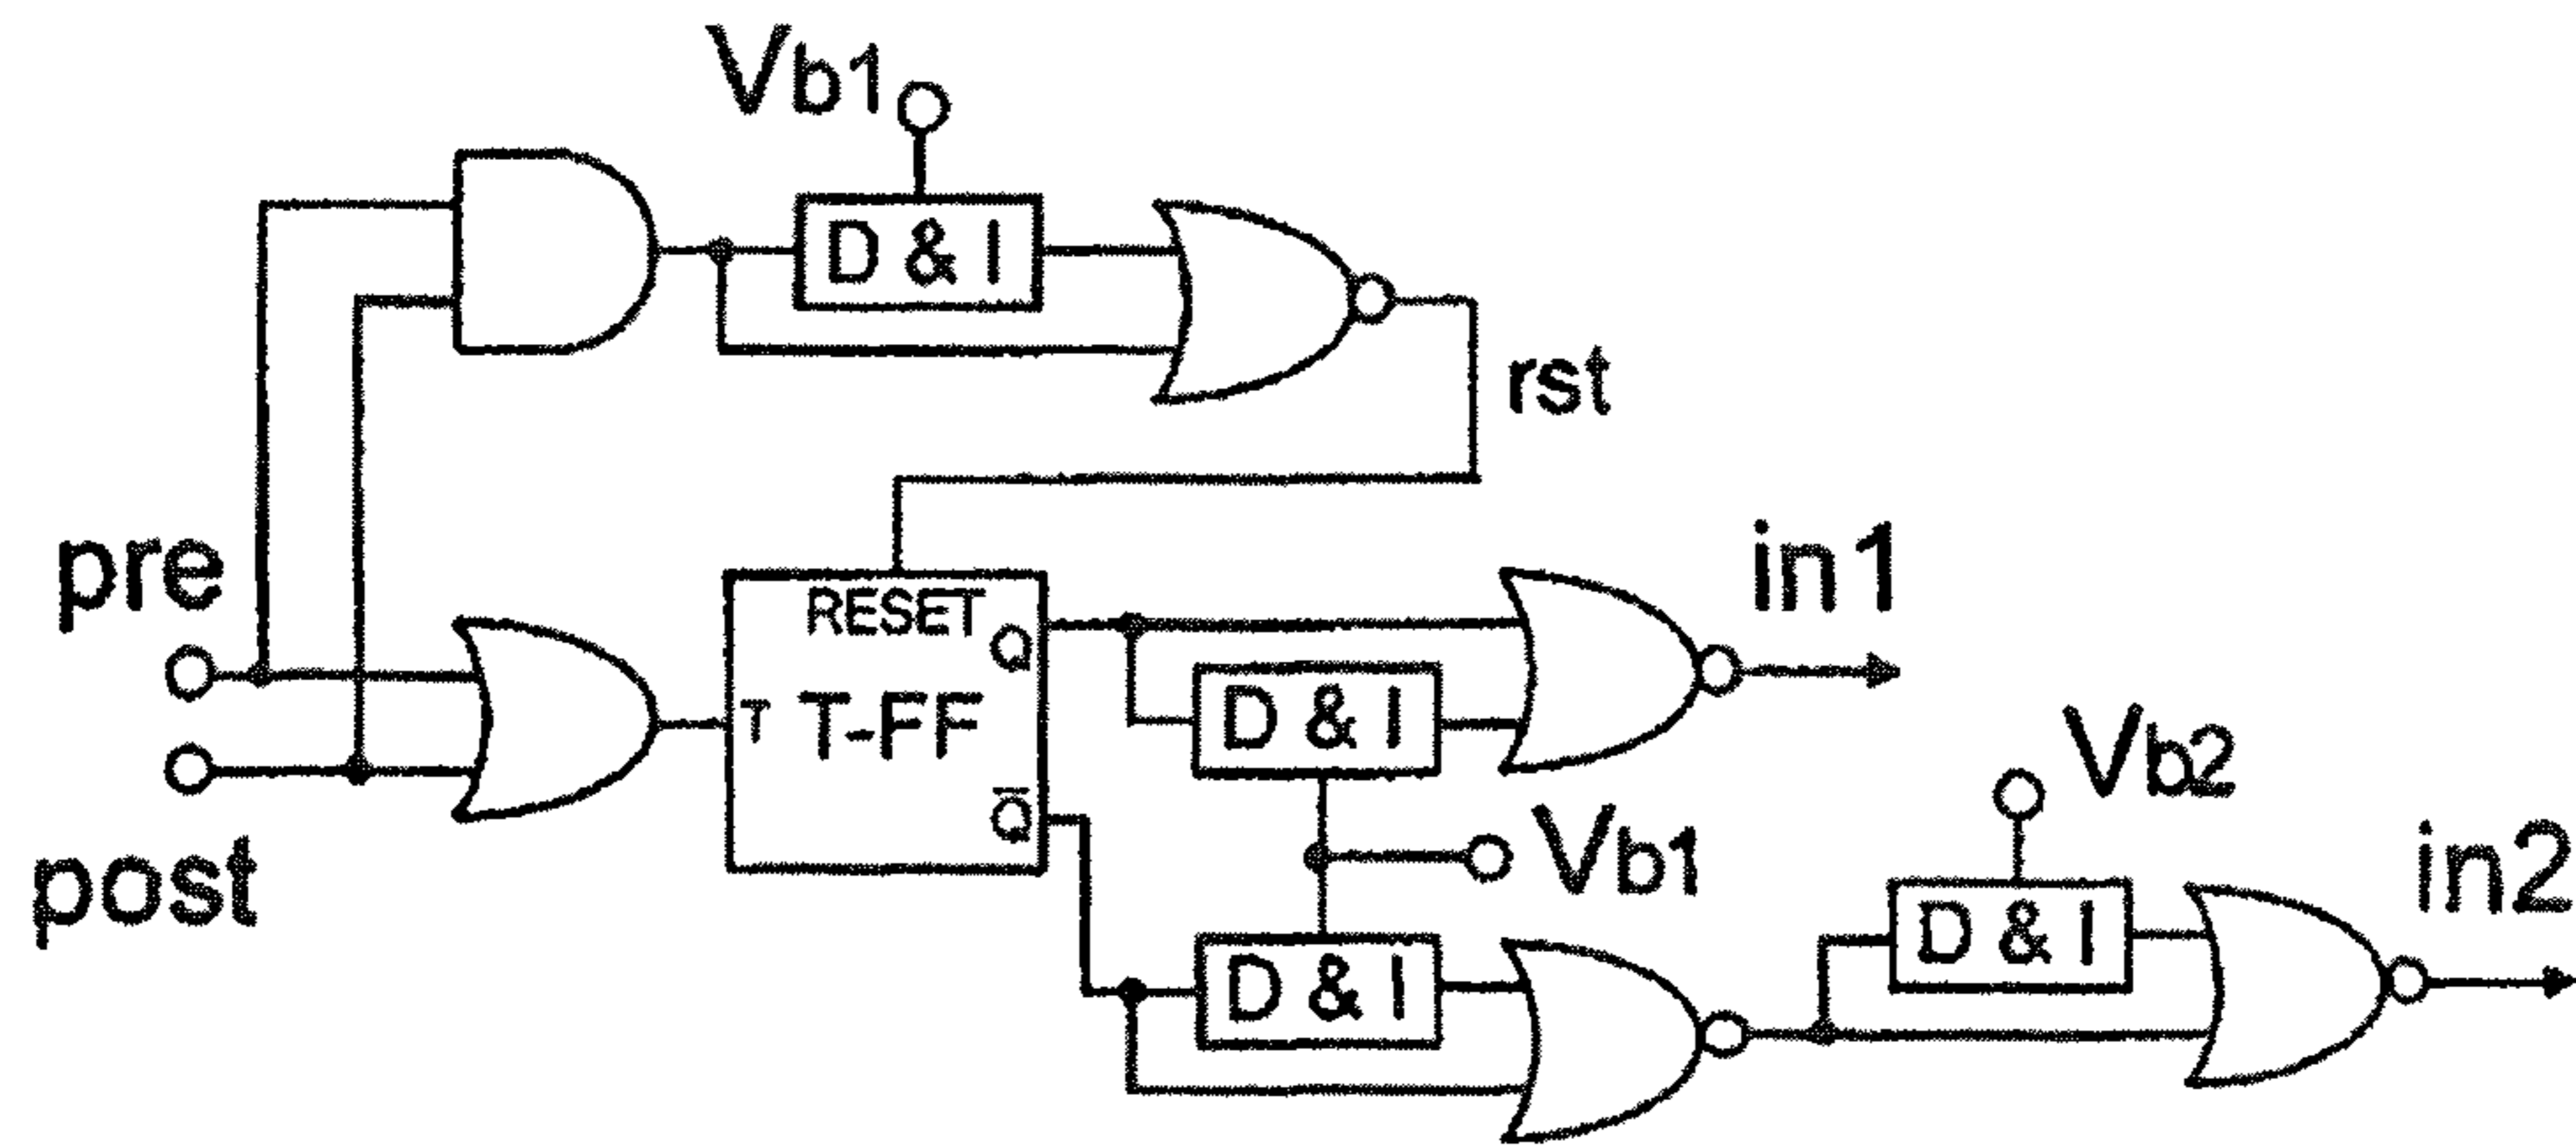 Vb1
D & I
rst
pre
RESET
Q
in1
T
T-FF
D & I
Vb2
Q̅
post
Vb1
in2
D & I
D & I